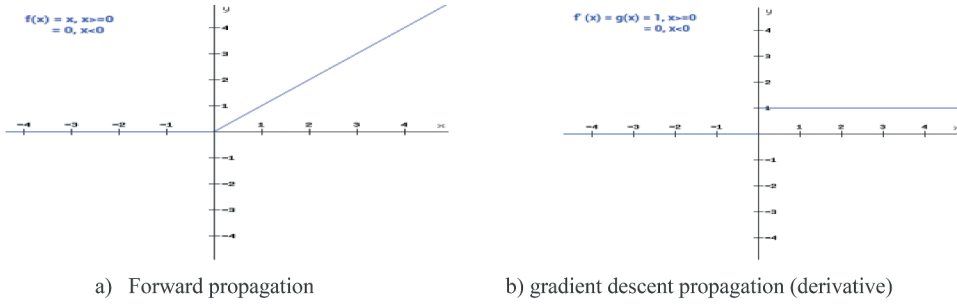 f(x) = x, x>=0
= 0, x<0
y
4
3
2
1
-4 -3 -2 -1 1 2 3 4 x
-1
-2
-3
-4
a) Forward propagation
f'(x) = g(x) = 1, x>=0
= 0, x<0
y
4
3
2
1
-4 -3 -2 -1 1 2 3 4 x
-1
-2
-3
-4
b) gradient descent propagation (derivative)